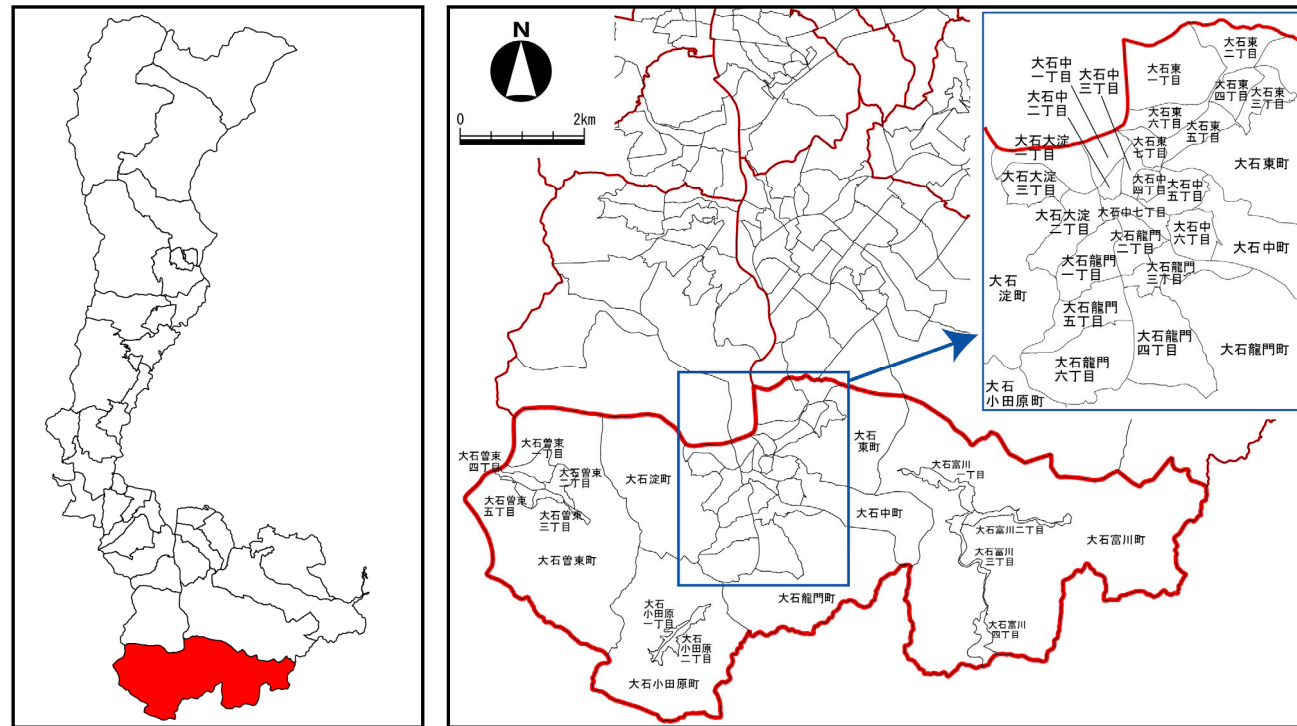 N
0
2km
大石曽東
一丁目
大石曽東
四丁目
大石曽東
二丁目
大石曽東
五丁目
大石曽東
三丁目
大石曽東町
大石淀町
大石
小田原
一丁目
大石
小田原
二丁目
大石小田原町
大石龍門町
大石中町
大石
東町
大石富川
一丁目
大石富川二丁目
大石富川
三丁目
大石富川
四丁目
大石富川町
大石東
二丁目
大石東
一丁目
大石中
一丁目
大石中
三丁目
大石中
二丁目
大石東
四丁目
大石東
三丁目
大石東
六丁目
大石東
五丁目
大石東
七丁目
大石東町
大石大淀
一丁目
大石大淀
三丁目
大石中
四丁目
大石中
五丁目
大石大淀
二丁目
大石中七丁目
大石中
六丁目
大石中町
大石龍門
二丁目
大石龍門
一丁目
大石龍門
三丁目
大石
淀町
大石龍門
五丁目
大石龍門
四丁目
大石龍門町
大石龍門
六丁目
大石
小田原町